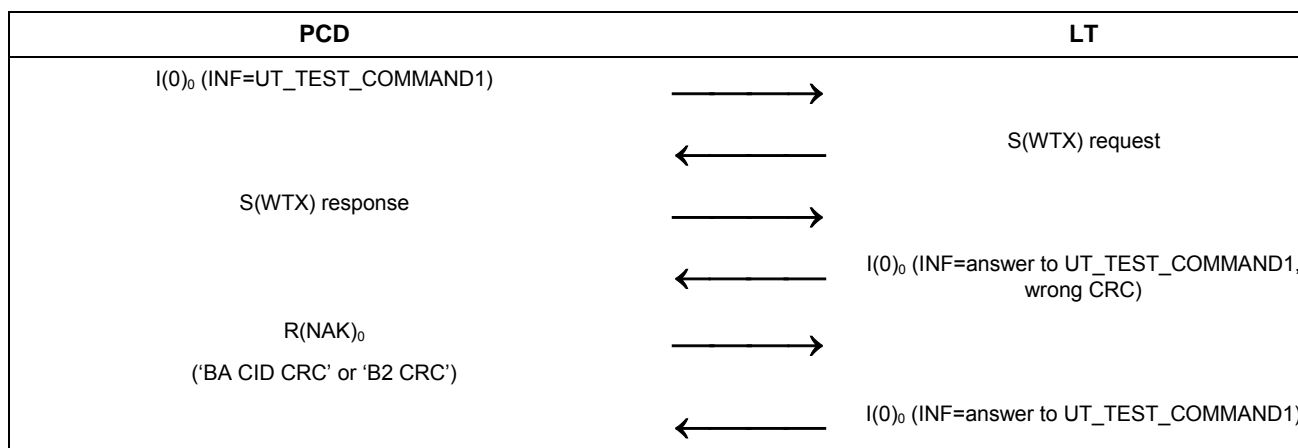 PCD LT
I(0)₀ (INF=UT_TEST_COMMAND1)
S(WTX) request
S(WTX) response
I(0)₀ (INF=answer to UT_TEST_COMMAND1,
wrong CRC)
R(NAK)₀
(‘BA CID CRC’ or ‘B2 CRC’)
I(0)₀ (INF=answer to UT_TEST_COMMAND1)